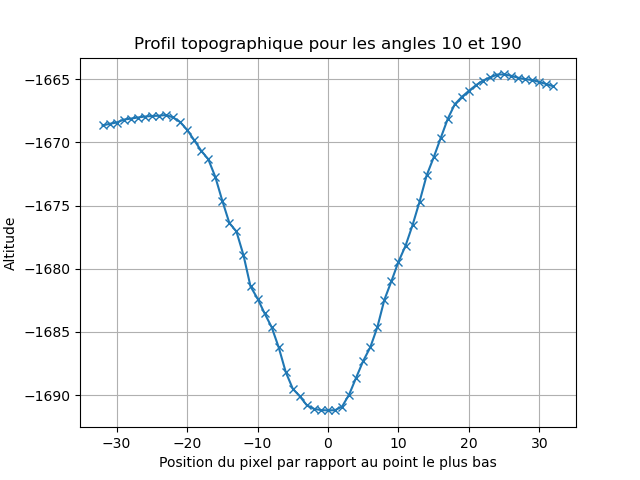 Profil topographique pour les angles 10 et 190
Altitude
−1665
−1670
−1675
−1680
−1685
−1690
−30 −20 −10 0 10 20 30
Position du pixel par rapport au point le plus bas